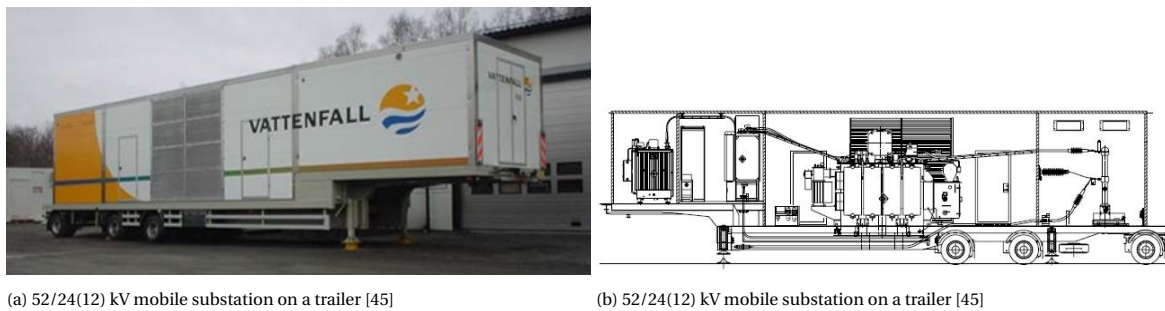 VATTENFALL
VATTENFALL
(a) 52/24(12) kV mobile substation on a trailer [45]
(b) 52/24(12) kV mobile substation on a trailer [45]